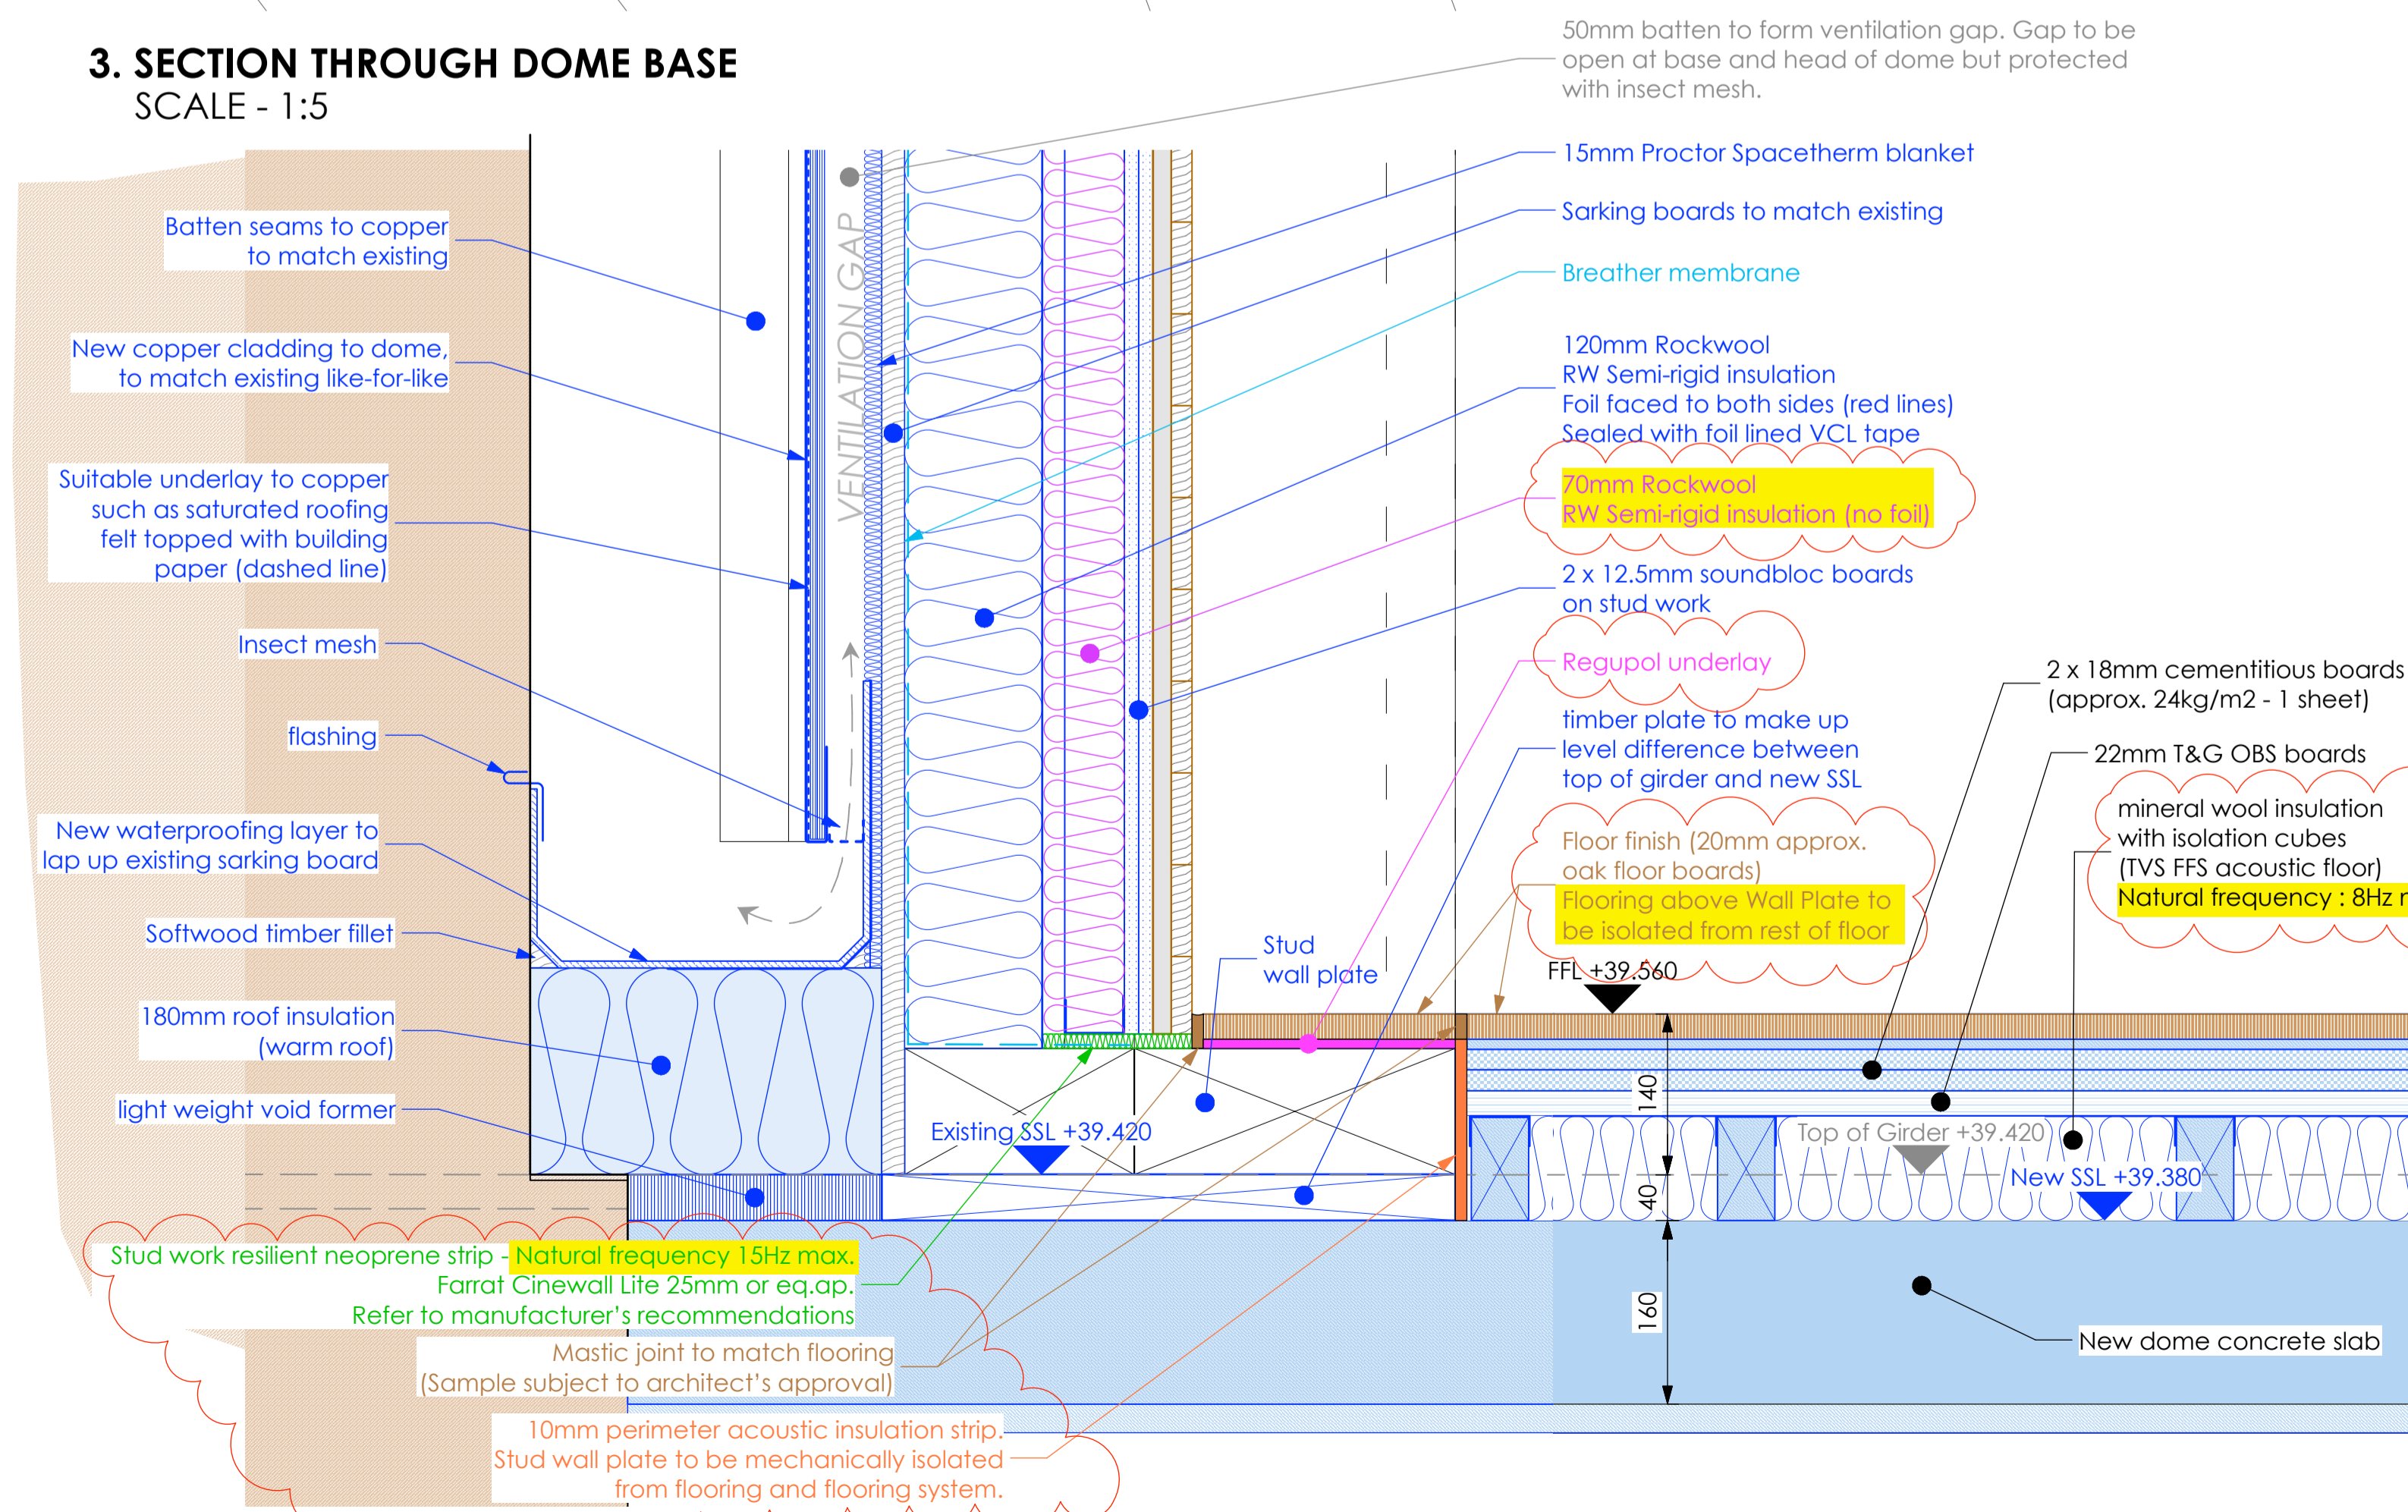 3. SECTION THROUGH DOME BASE
SCALE - 1:5
50mm batten to form ventilation gap. Gap to be
open at base and head of dome but protected
with insect mesh.
15mm Proctor Spacetherm blanket
Sarking boards to match existing
Breather membrane
120mm Rockwool
RW Semi-rigid insulation
Foil faced to both sides (red lines)
Sealed with foil lined VCL tape
70mm Rockwool
RW Semi-rigid insulation (no foil)
2 x 12.5mm soundbloc boards
on stud work
Regupol underlay
timber plate to make up
level difference between
top of girder and new SSL
Floor finish (20mm approx.
oak floor boards)
Flooring above Wall Plate to
be isolated from rest of floor
FFL +39.560
2 x 18mm cementitious boards
(approx. 24kg/m2 - 1 sheet)
22mm T&G OBS boards
mineral wool insulation
with isolation cubes
(TVS FFS acoustic floor)
Natural frequency : 8Hz
Batten seams to copper
to match existing
New copper cladding to dome,
to match existing like-for-like
Suitable underlay to copper
such as saturated roofing
felt topped with building
paper (dashed line)
Insect mesh
flashing
New waterproofing layer to
lap up existing sarking board
Softwood timber fillet
180mm roof insulation
(warm roof)
light weight void former
VENTILATION GAP
Stud
wall plate
Existing SSL +39.420
Top of Girder +39.420
New SSL +39.380
140
40
160
New dome concrete slab
Stud work resilient neoprene strip - Natural frequency 15Hz max.
Farrat Cinewall Lite 25mm or eq.ap.
Refer to manufacturer's recommendations
Mastic joint to match flooring
(Sample subject to architect's approval)
10mm perimeter acoustic insulation strip.
Stud wall plate to be mechanically isolated
from flooring and flooring system.